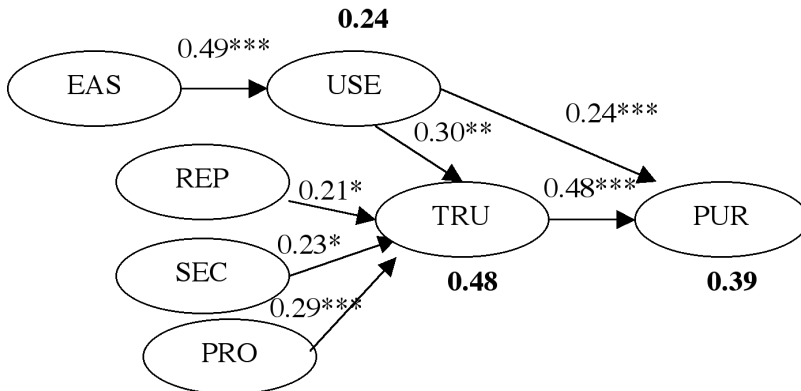 0.24
0.49***
EAS
USE
0.24***
0.30**
REP
0.21*
0.48***
TRU
PUR
0.23*
SEC
0.48
0.39
0.29***
PRO